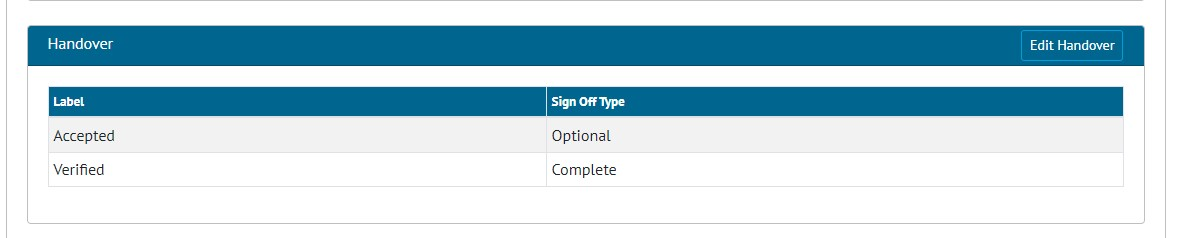 Handover
Edit Handover
Label Sign Off Type
Accepted Optional
Verified Complete